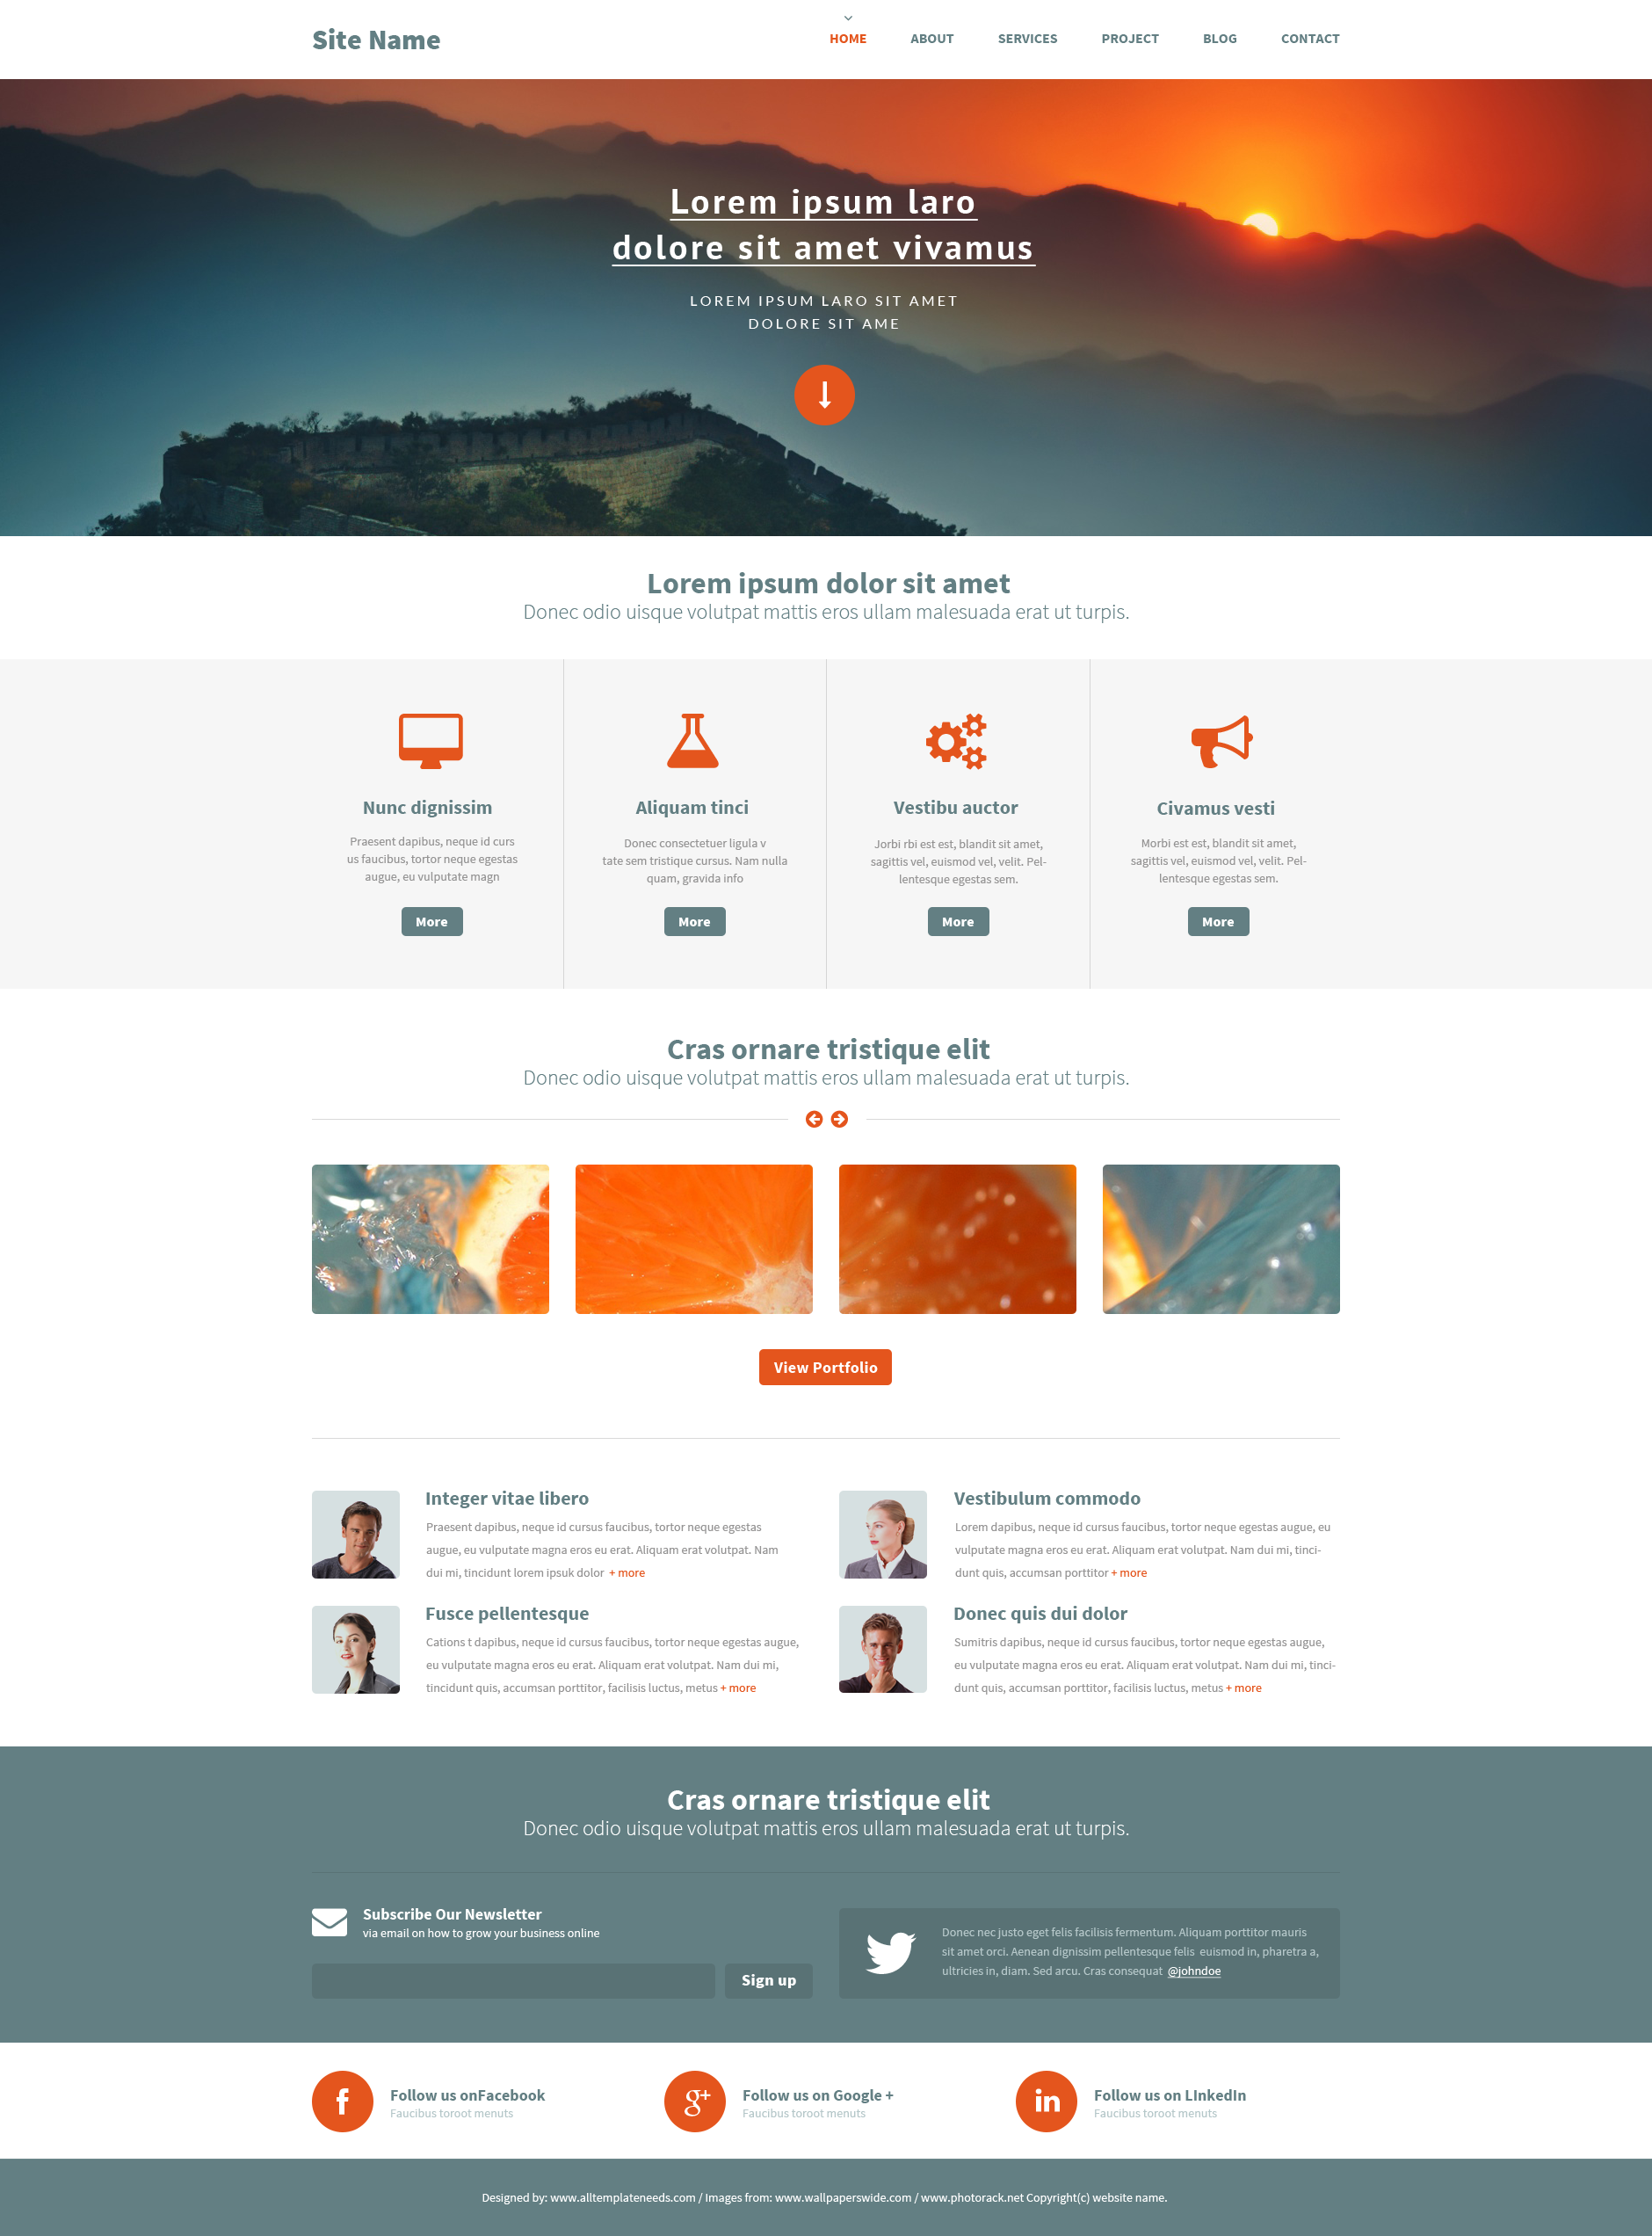 Site Name
HOME ABOUT SERVICES PROJECT BLOG CONTACT
Lorem ipsum laro
dolore sit amet vivamus
LOREM IPSUM LARO SIT AMET
DOLORE SIT AME
Lorem ipsum dolor sit amet
Donec odio uisque volutpat mattis eros ullam malesuada erat ut turpis.
Nunc dignissim
Praesent dapibus, neque id curs
us faucibus, tortor neque egestas
augue, eu vulputate magn
More
Aliquam tinci
Donec consectetuer ligula v
tate sem tristique cursus. Nam nulla
quam, gravida info
More
Vestibu auctor
Jorbi rbi est est, blandit sit amet,
sagittis vel, euismod vel, velit. Pel-
lentesque egestas sem.
More
Civamus vesti
Morbi est est, blandit sit amet,
sagittis vel, euismod vel, velit. Pel-
lentesque egestas sem.
More
Cras ornare tristique elit
Donec odio uisque volutpat mattis eros ullam malesuada erat ut turpis.
View Portfolio
Integer vitae libero
Praesent dapibus, neque id cursus faucibus, tortor neque egestas
augue, eu vulputate magna eros eu erat. Aliquam erat volutpat. Nam
dui mi, tincidunt lorem ipsuk dolor + more
Vestibulum commodo
Lorem dapibus, neque id cursus faucibus, tortor neque egestas augue, eu
vulputate magna eros eu erat. Aliquam erat volutpat. Nam dui mi, tinci-
dunt quis, accumsan porttitor + more
Fusce pellentesque
Cations t dapibus, neque id cursus faucibus, tortor neque egestas augue,
eu vulputate magna eros eu erat. Aliquam erat volutpat. Nam dui mi,
tincidunt quis, accumsan porttitor, facilisis luctus, metus + more
Donec quis dui dolor
Sumitris dapibus, neque id cursus faucibus, tortor neque egestas augue,
eu vulputate magna eros eu erat. Aliquam erat volutpat. Nam dui mi, tinci-
dunt quis, accumsan porttitor, facilisis luctus, metus + more
Cras ornare tristique elit
Donec odio uisque volutpat mattis eros ullam malesuada erat ut turpis.
Subscribe Our Newsletter
via email on how to grow your business online
Sign up
Donec nec justo eget felis facilisis fermentum. Aliquam porttitor mauris
sit amet orci. Aenean dignissim pellentesque felis euismod in, pharetra a,
ultricies in, diam. Sed arcu. Cras consequat @johndoe
f
Follow us onFacebook
Faucibus toroot menuts
g+
Follow us on Google +
Faucibus toroot menuts
in
Follow us on LInkedIn
Faucibus toroot menuts
Designed by: www.alltemplateneeds.com / Images from: www.wallpaperswide.com / www.photorack.net Copyright(c) website name.